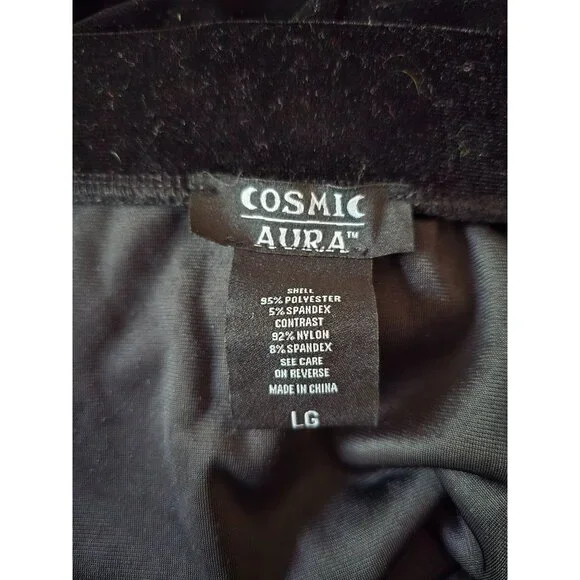 COSMIC
AURA™
SHELL
95% POLYESTER
5% SPANDEX
CONTRAST
92% NYLON
8% SPANDEX
SEE CARE
ON REVERSE
MADE IN CHINA
LG